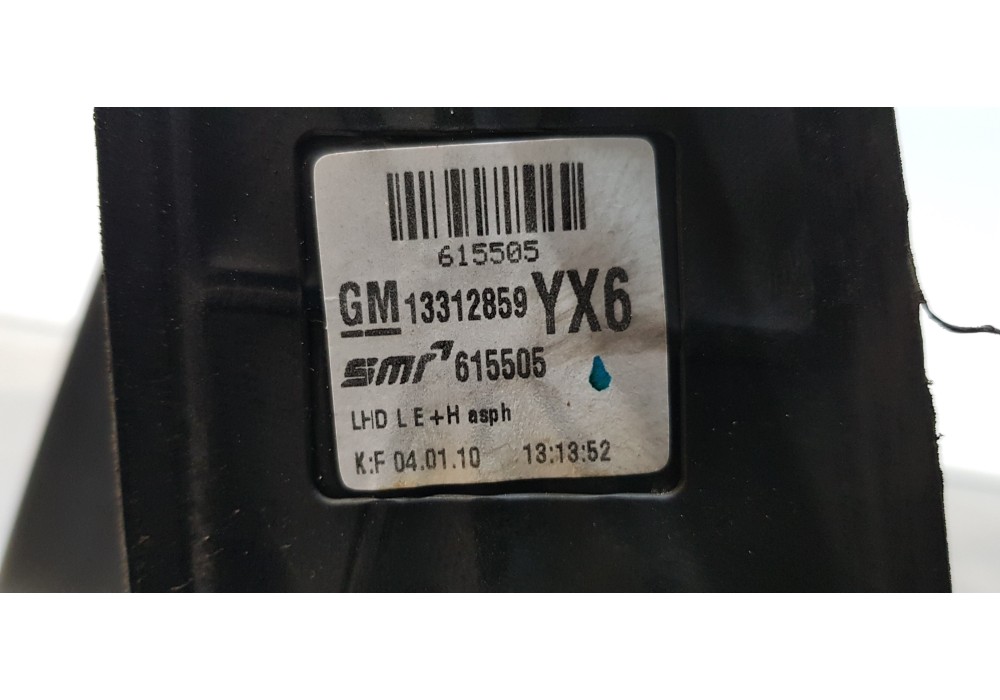 615505
GM 13312859 YX6
smr 615505
LHD L E+H asph
K:F 04.01.10 13:13:52